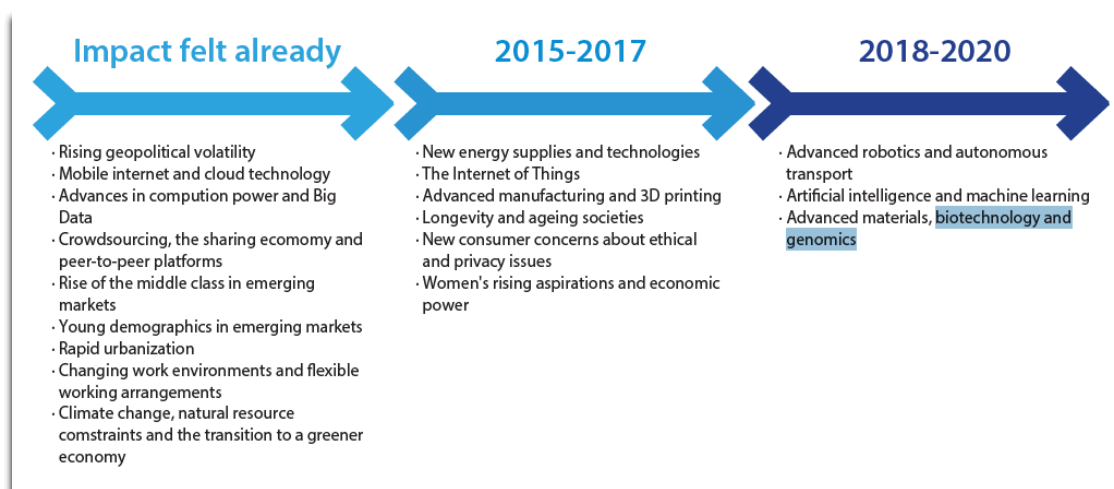 Impact felt already
· Rising geopolitical volatility
· Mobile internet and cloud technology
· Advances in compution power and Big
Data
· Crowdsourcing, the sharing ecomomy and
peer-to-peer platforms
· Rise of the middle class in emerging
markets
· Young demographics in emerging markets
· Rapid urbanization
· Changing work environments and flexible
working arrangements
· Climate change, natural resource
comstraints and the transition to a greener
economy
2015-2017
· New energy supplies and technologies
· The Internet of Things
· Advanced manufacturing and 3D printing
· Longevity and ageing societies
· New consumer concerns about ethical
and privacy issues
· Women's rising aspirations and economic
power
2018-2020
· Advanced robotics and autonomous
transport
· Artificial intelligence and machine learning
· Advanced materials, biotechnology and
genomics